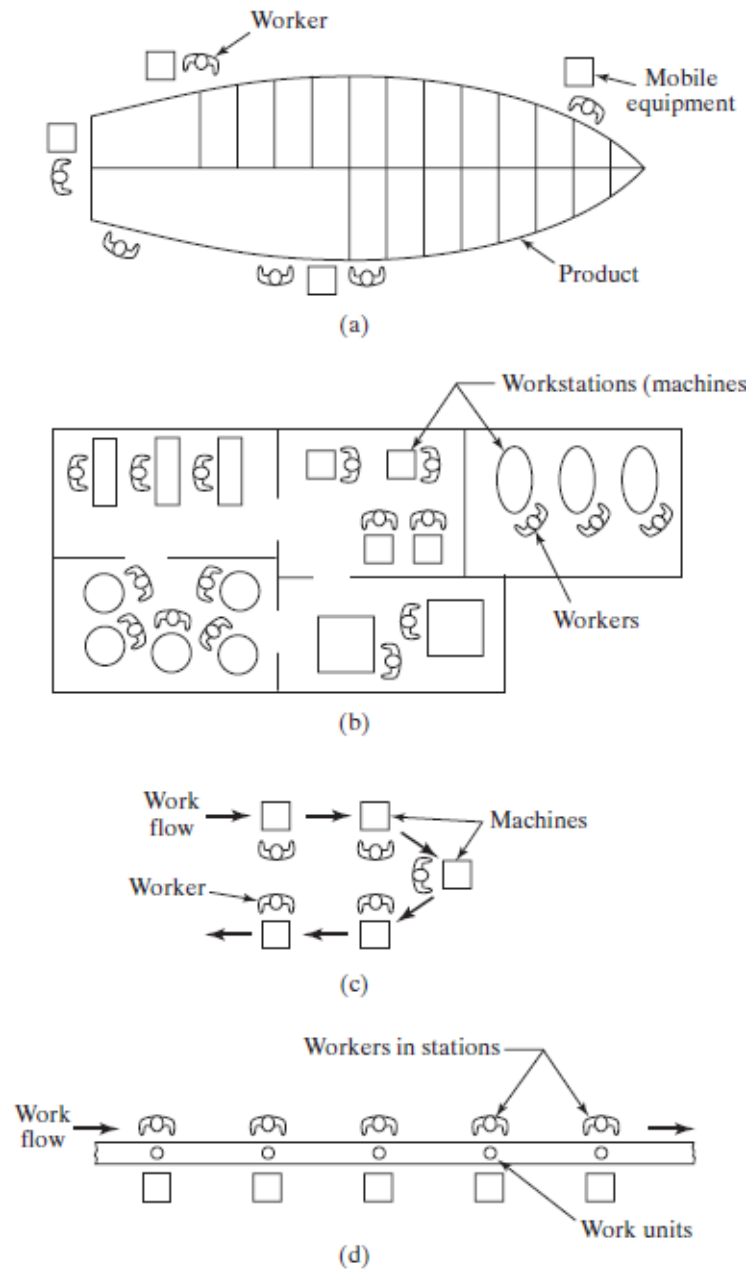 Worker
Mobile
equipment
Product
(a)
Workstations (machines
Workers
(b)
Work
flow
Machines
Worker
(c)
Workers in stations
Work
flow
Work units
(d)